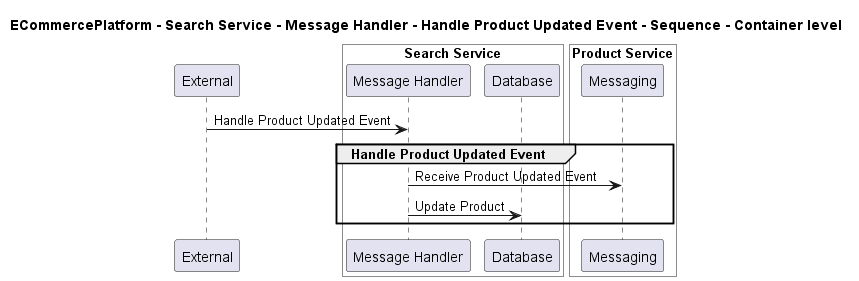 ECommercePlatform - Search Service - Message Handler - Handle Product Updated Event - Sequence - Container level
Search Service
Product Service
External
Message Handler
Database
Messaging
Handle Product Updated Event
Handle Product Updated Event
Receive Product Updated Event
Update Product
External
Message Handler
Database
Messaging